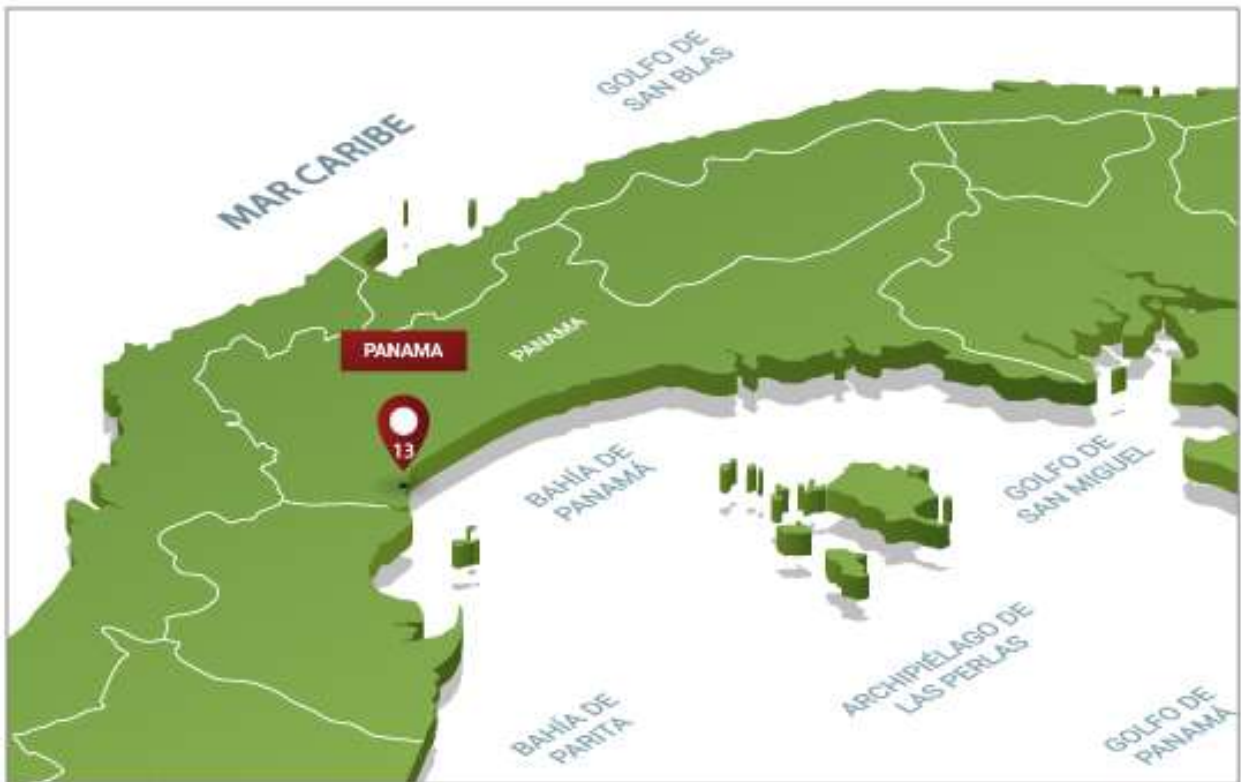 GOLFO DE
SAN BLAS
MAR CARIBE
PANAMA
PANAMÁ
13
BAHÍA DE
PANAMÁ
GOLFO DE
SAN MIGUEL
ARCHIPIÉLAGO DE
LAS PERLAS
BAHÍA DE
PARITA
GOLFO DE
PANAMÁ